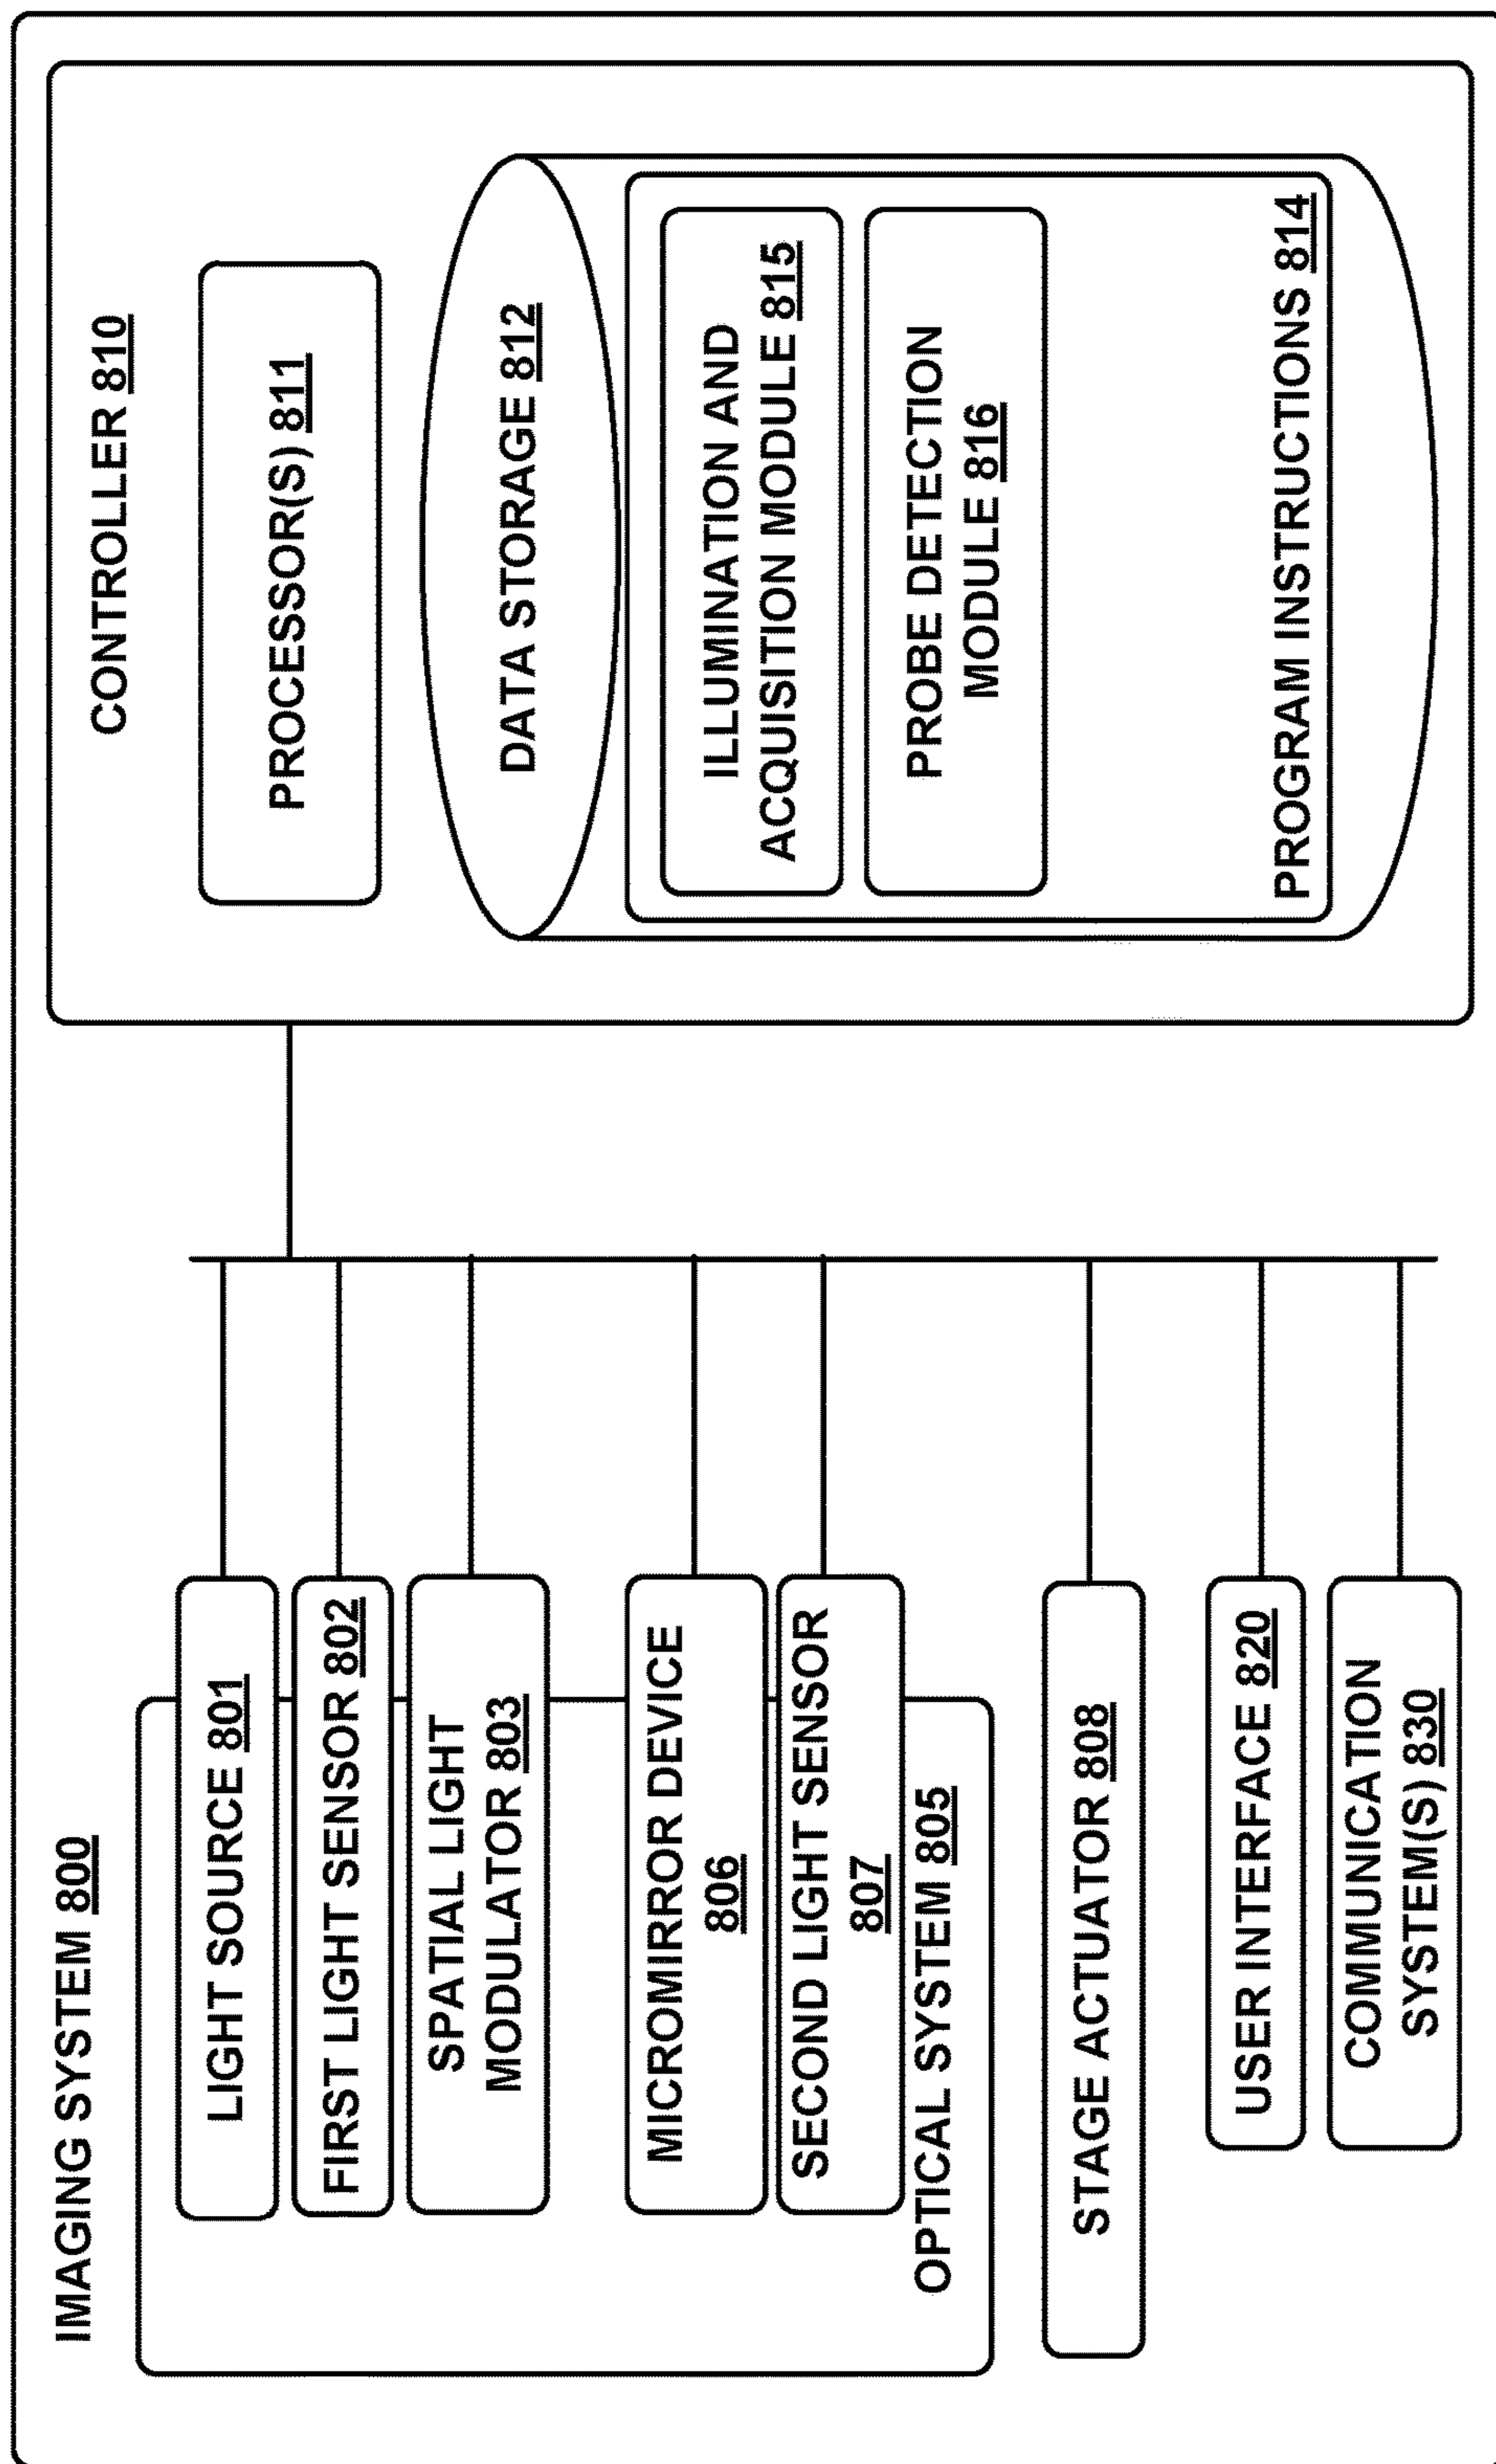 IMAGING SYSTEM 800
LIGHT SOURCE 801
FIRST LIGHT SENSOR 802
SPATIAL LIGHT
MODULATOR 803
MICROMIRROR DEVICE
806
SECOND LIGHT SENSOR
807
OPTICAL SYSTEM 805
STAGE ACTUATOR 808
USER INTERFACE 820
COMMUNICATION
SYSTEM(S) 830
CONTROLLER 810
PROCESSOR(S) 811
DATA STORAGE 812
ILLUMINATION AND
ACQUISITION MODULE 815
PROBE DETECTION
MODULE 816
PROGRAM INSTRUCTIONS 814